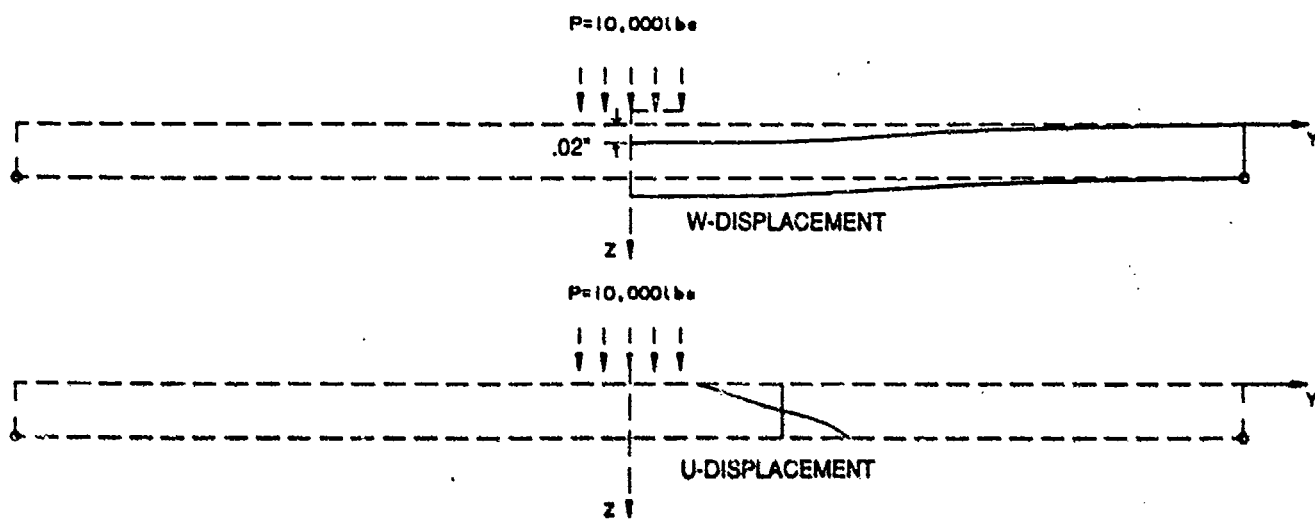 P=10,000lbs
.02"
Y
W-DISPLACEMENT
Z
P=10,000lbs
Y
U-DISPLACEMENT
Z